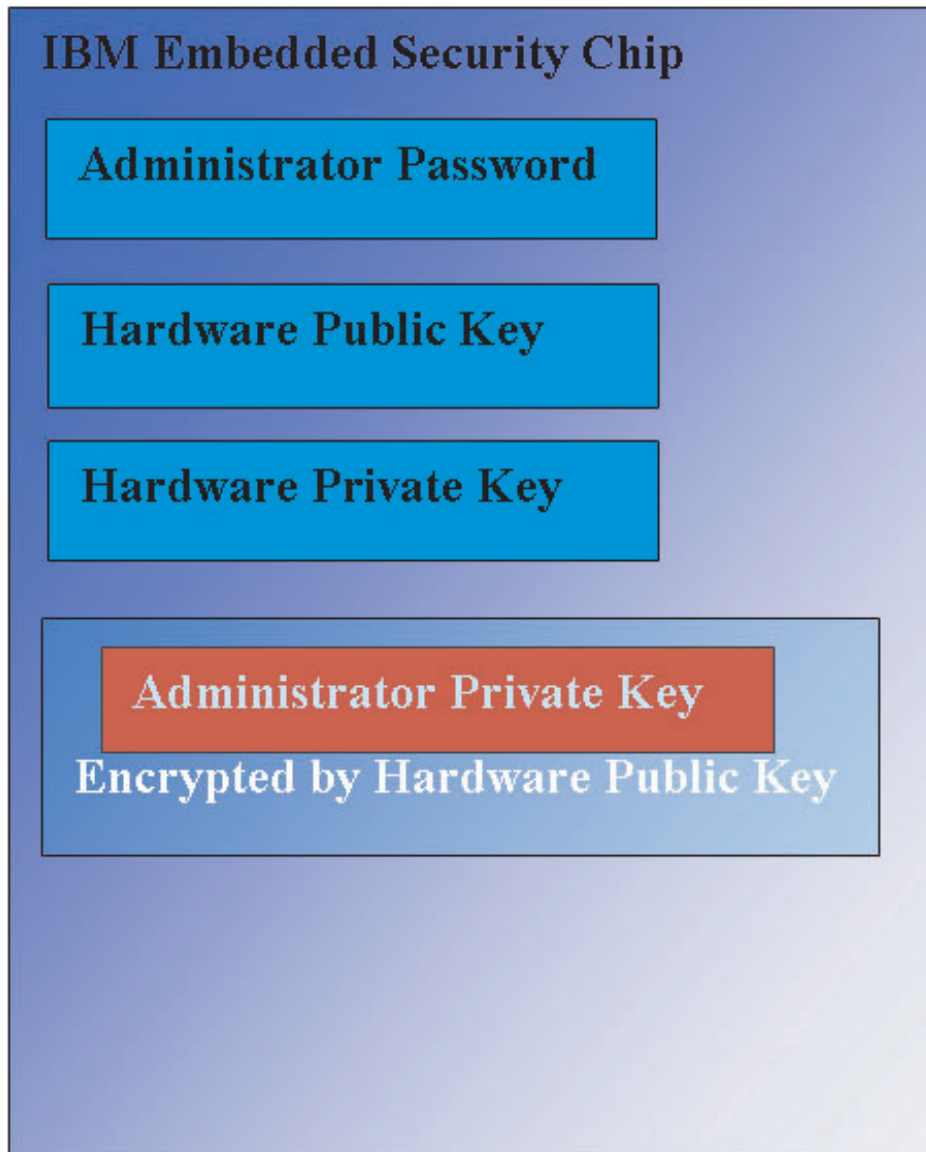 IBM Embedded Security Chip
Administrator Password
Hardware Public Key
Hardware Private Key
Administrator Private Key
Encrypted by Hardware Public Key